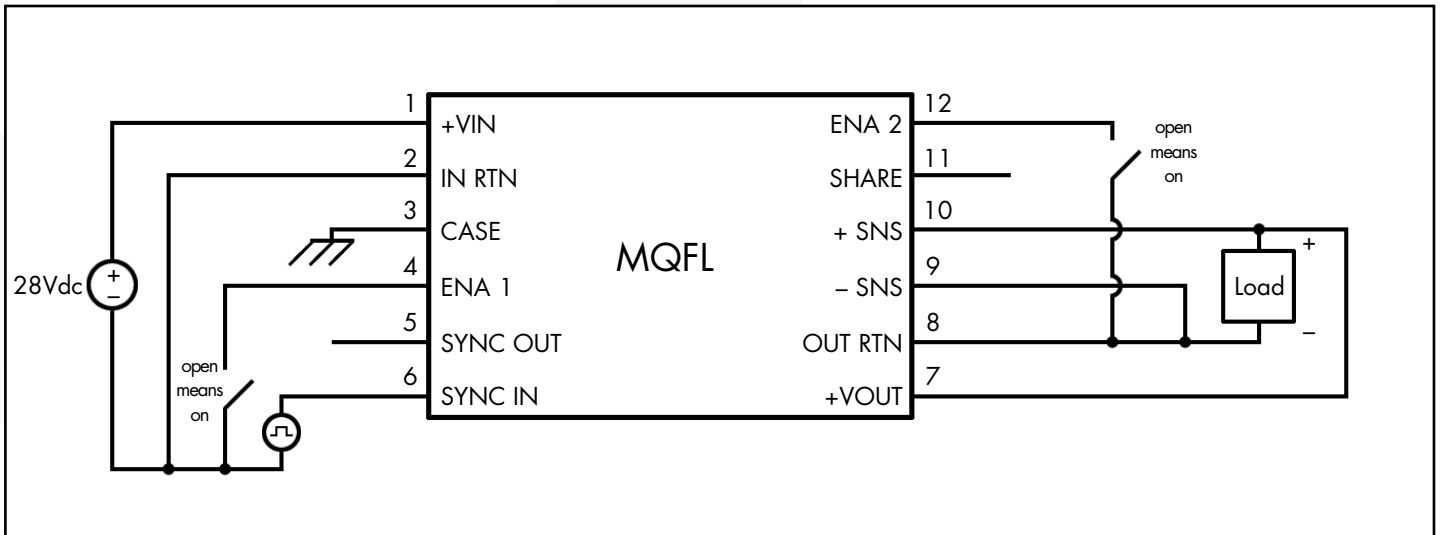 1
+VIN
2
IN RTN
3
CASE
4
ENA 1
5
SYNC OUT
6
SYNC IN
28Vdc
+
−
open
means
on
MQFL
12
ENA 2
11
SHARE
10
+ SNS
9
− SNS
8
OUT RTN
7
+VOUT
open
means
on
Load
+
−